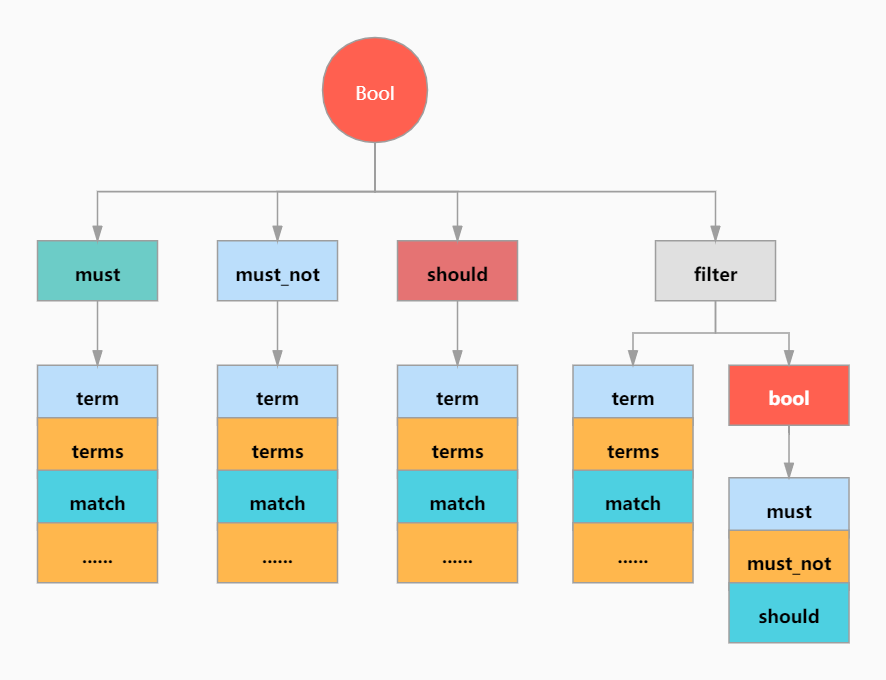 Bool
must
must_not
should
filter
term
terms
match
......
term
terms
match
......
term
terms
match
......
term
terms
match
......
bool
must
must_not
should